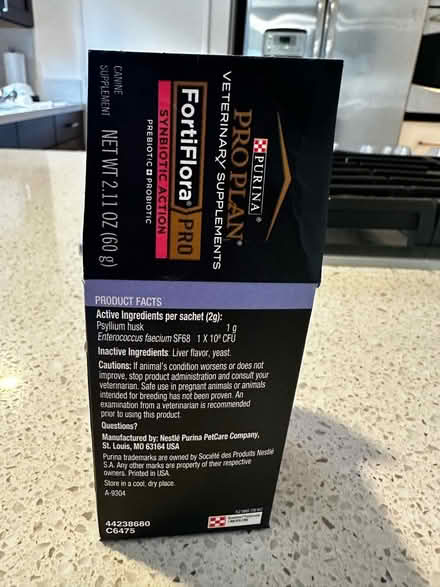 PURINA®
PRO PLAN®
VETERINARY SUPPLEMENTS
FortiFlora® PRO
SYNBIOTIC ACTION
PREBIOTIC + PROBIOTIC
CANINE
SUPPLEMENT
NET WT 2.11 OZ (60 g)
PRODUCT FACTS
Active Ingredients per sachet (2g):
Psyllium husk 1 g
Enterococcus faecium SF68 1 X 10⁸ CFU
Inactive Ingredients: Liver flavor, yeast.
Cautions: If animal's condition worsens or does not
improve, stop product administration and consult your
veterinarian. Safe use in pregnant animals or animals
intended for breeding has not been proven. An
examination from a veterinarian is recommended
prior to using this product.
Questions?
Manufactured by: Nestlé Purina PetCare Company,
St. Louis, MO 63164 USA
Purina trademarks are owned by Société des Produits Nestlé
S.A. Any other marks are property of their respective
owners. Printed in USA.
Store in a cool, dry place.
A-9304
44238680
C6475